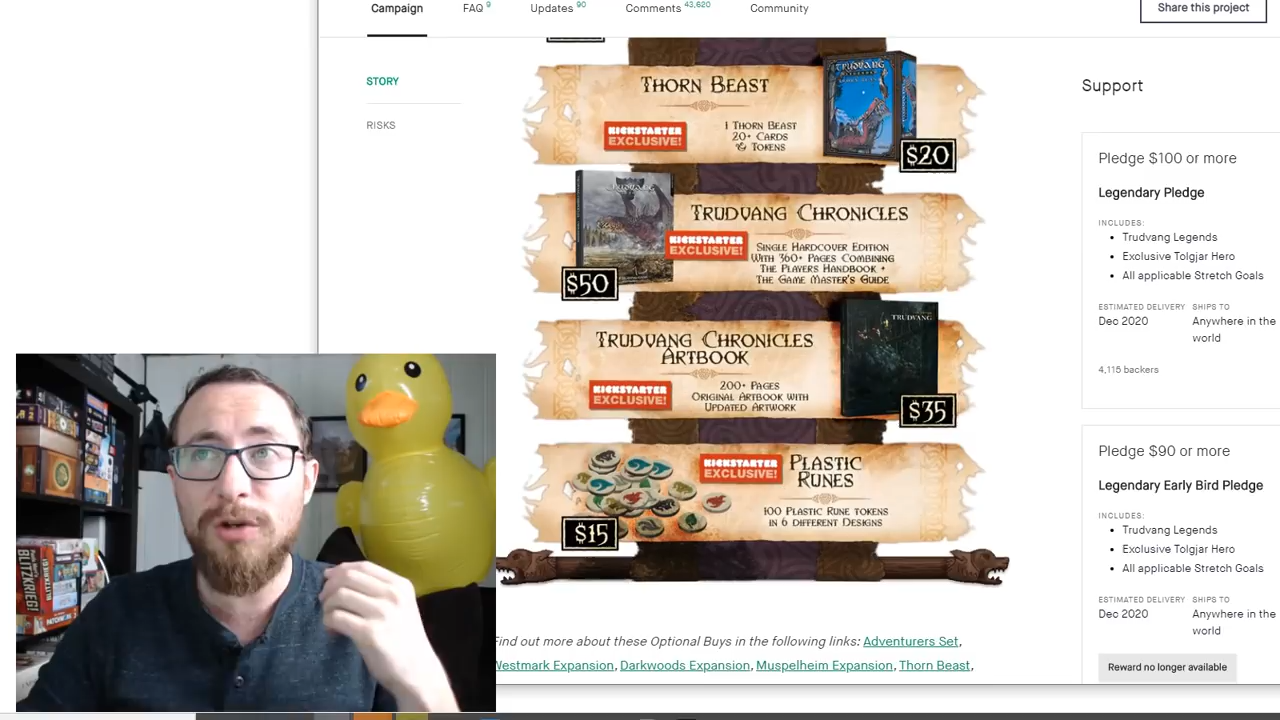 Campaign
FAQ 9
Updates 90
Comments 43,620
Community
Share this project
STORY
RISKS
THORN BEAST
KICKSTARTER
EXCLUSIVE!
1 THORN BEAST
20+ CARDS
TRUDVANG
$20
TRUDVANG CHRONICLES
KICKSTARTER
EXCLUSIVE!
SINGLE HARDCOVER EDITION
WITH 360+ PAGES COMBINING
THE PLAYERS HANDBOOK +
THE GAME MASTER'S GUIDE
$50
TRUDVANG CHRONICLES
ARTBOOK
KICKSTARTER
EXCLUSIVE!
200+ PAGES
ORIGINAL ARTBOOK WITH
UPDATED ARTWORK
TRUDVANG
$35
KICKSTARTER
EXCLUSIVE!
PLASTIC
RUNES
100 PLASTIC RUNE TOKENS
IN 6 DIFFERENT DESIGNS
$15
Find out more about these Optional Buys in the following links: Adventurers Set,
Westmark Expansion, Darkwoods Expansion, Muspelheim Expansion, Thorn Beast,
Support
Pledge $100 or more
Legendary Pledge
INCLUDES:
• Trudvang Legends
• Exclusive Tolgjar Hero
• All applicable Stretch Goals
ESTIMATED DELIVERY SHIPS TO
Dec 2020 Anywhere in the
world
4,115 backers
Pledge $90 or more
Legendary Early Bird Pledge
INCLUDES:
• Trudvang Legends
• Exclusive Tolgjar Hero
• All applicable Stretch Goals
ESTIMATED DELIVERY SHIPS TO
Dec 2020 Anywhere in the
world
Reward no longer available
BLITZKRIEG!